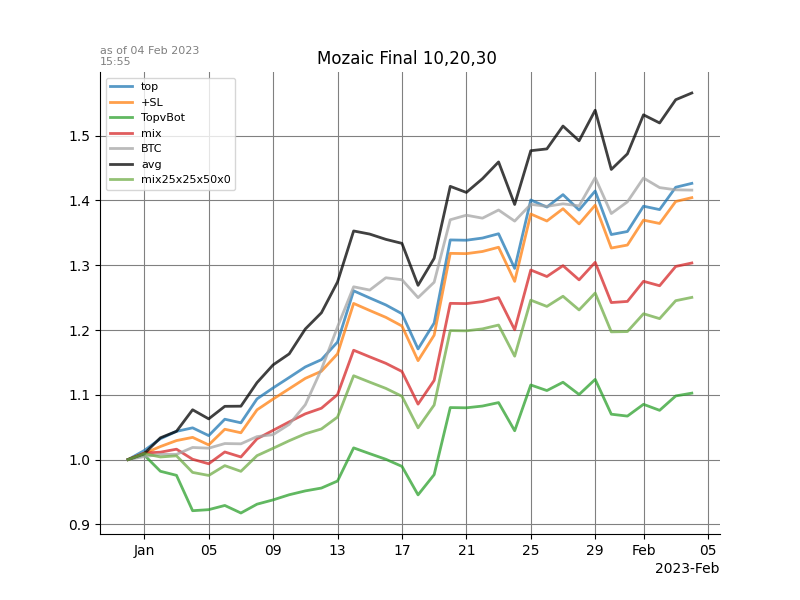 as of 04 Feb 2023
15:55
Mozaic Final 10,20,30
top
+SL
TopvBot
mix
BTC
avg
mix25x25x50x0
1.5
1.4
1.3
1.2
1.1
1.0
0.9
Jan 05 09 13 17 21 25 29 Feb 05
2023-Feb